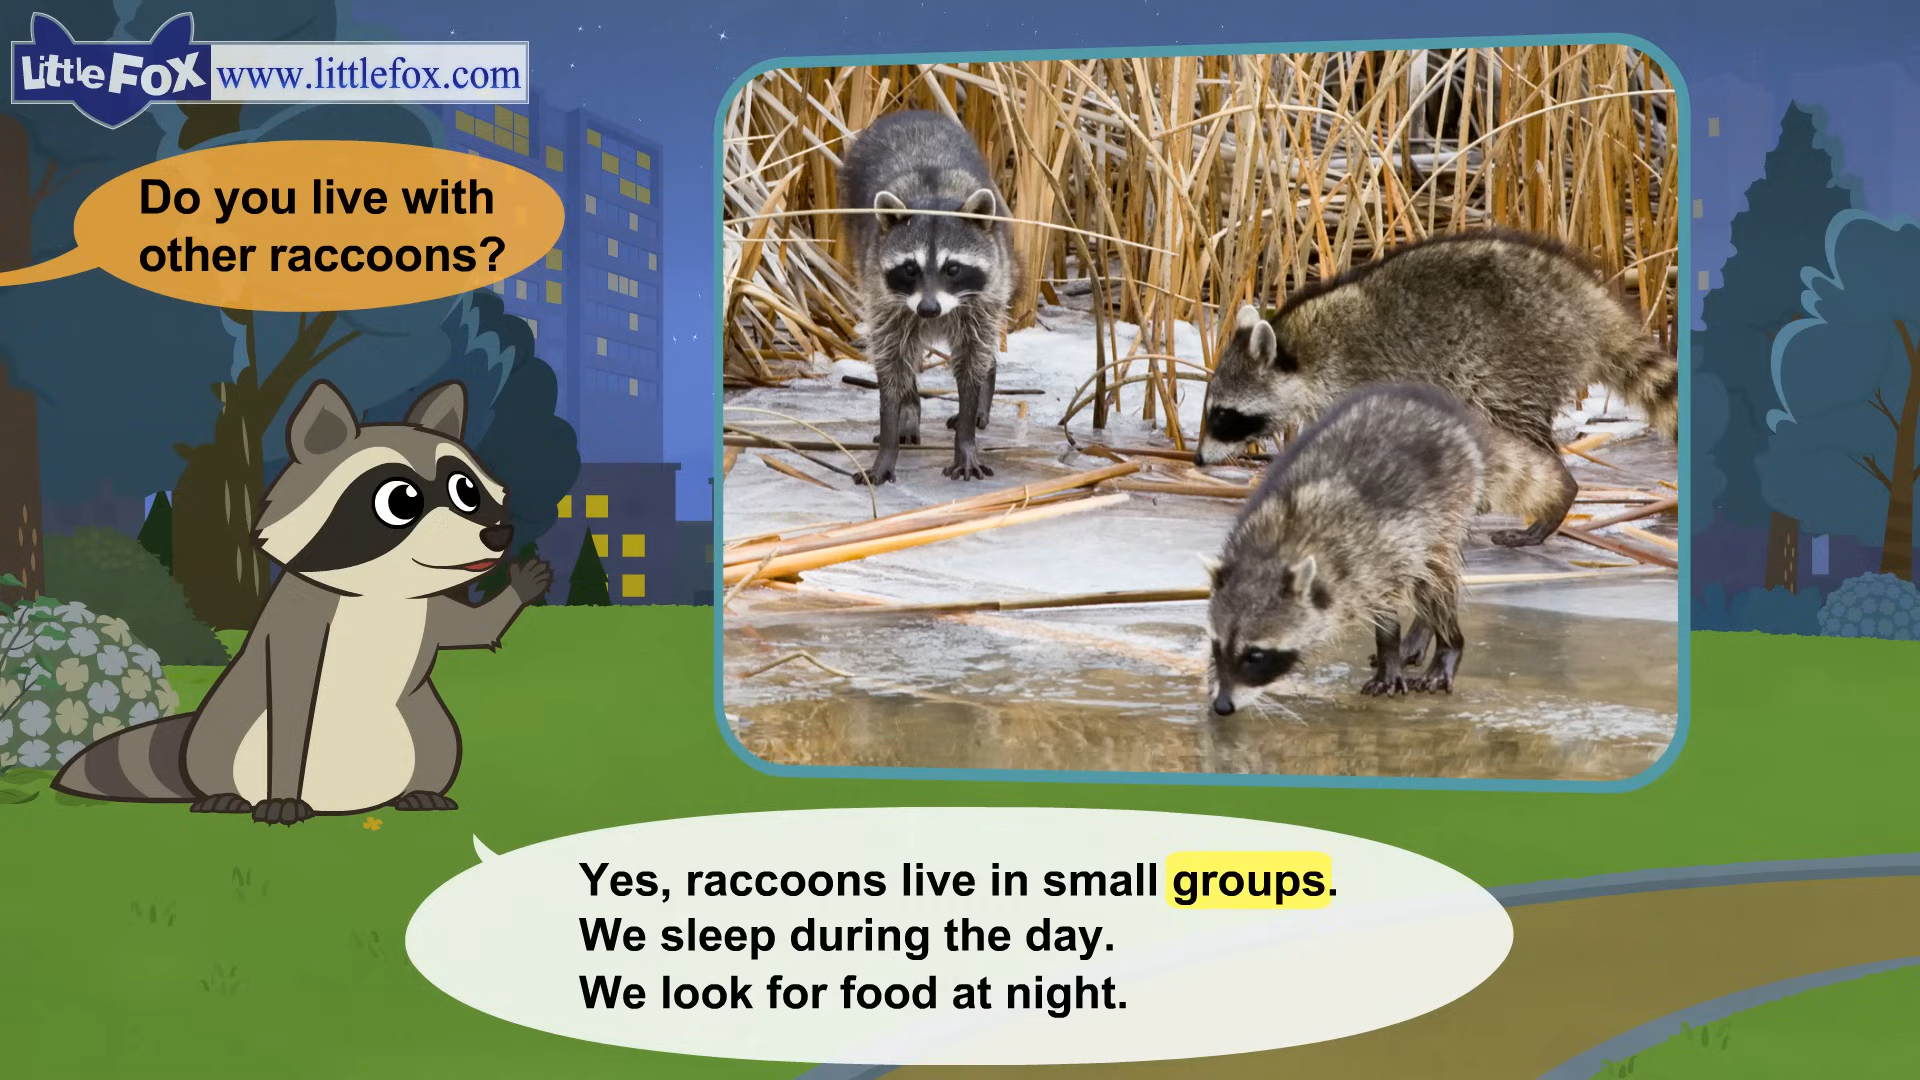 Little Fox www.littlefox.com
Do you live with
other raccoons?
Yes, raccoons live in small groups.
We sleep during the day.
We look for food at night.